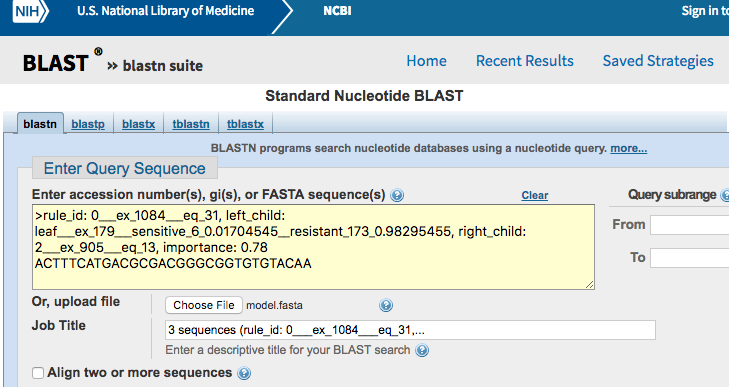 NIH U.S. National Library of Medicine NCBI Sign in to
BLAST ® » blastn suite Home Recent Results Saved Strategies
Standard Nucleotide BLAST
blastn blastp blastx tblastn tblastx
BLASTN programs search nucleotide databases using a nucleotide query. more...
Enter Query Sequence
Enter accession number(s), gi(s), or FASTA sequence(s) ? Clear Query subrange ?
>rule_id: 0___ex_1084___eq_31, left_child:
leaf___ex_179___sensitive_6_0.01704545__resistant_173_0.98295455, right_child:
2___ex_905___eq_13, importance: 0.78
ACTTTCATGACGCGACGGGCGGTGTGTACAA
From
To
Or, upload file Choose File model.fasta ?
Job Title 3 sequences (rule_id: 0___ex_1084___eq_31,...
Enter a descriptive title for your BLAST search ?
Align two or more sequences ?